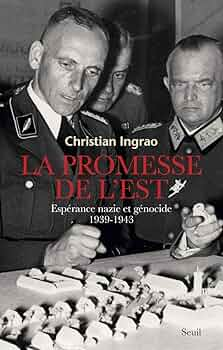 Christian Ingrao
LA PROMESSE
DE L'EST
Espérance nazie et génocide
1939-1943
Seuil